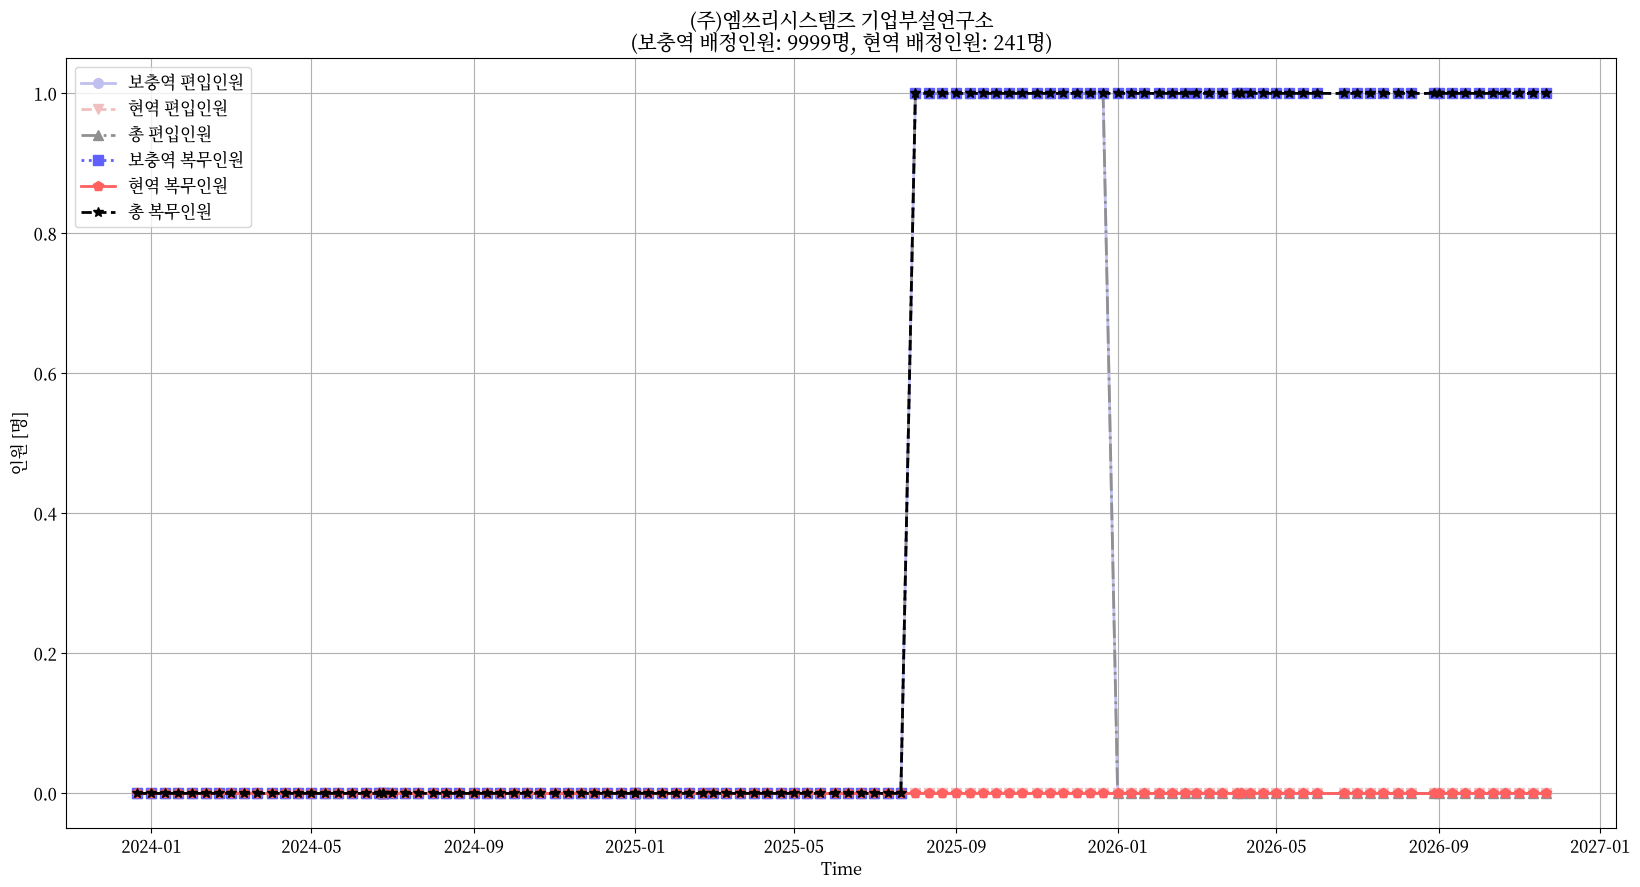 (주)엠쓰리시스템즈 기업부설연구소
(보충역 배정인원: 9999명, 현역 배정인원: 241명)
보충역 편입인원
현역 편입인원
총 편입인원
보충역 복무인원
현역 복무인원
총 복무인원
인원 [명]
1.0
0.8
0.6
0.4
0.2
0.0
2024-01
2024-05
2024-09
2025-01
2025-05
2025-09
2026-01
2026-05
2026-09
2027-01
Time